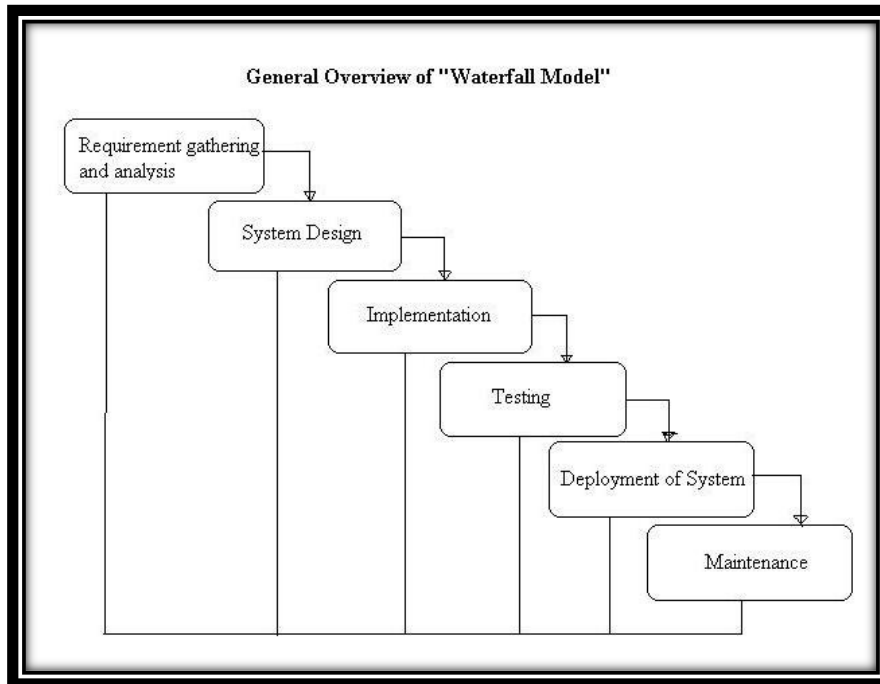 General Overview of "Waterfall Model"
Requirement gathering
and analysis
System Design
Implementation
Testing
Deployment of System
Maintenance